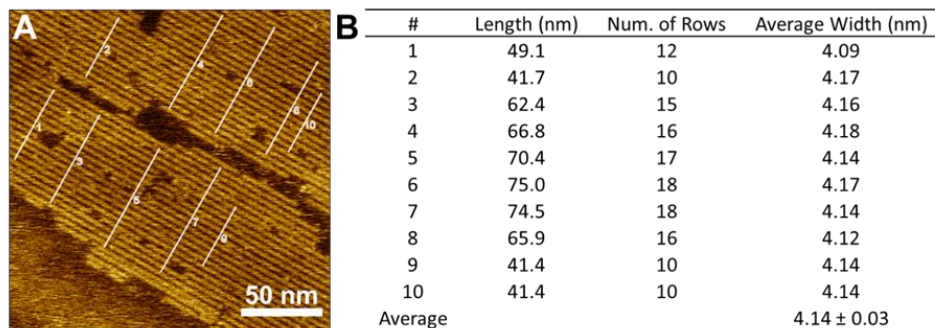 A
2
4
6
8
10
1
3
5
7
9
50 nm
B
# Length (nm) Num. of Rows Average Width (nm)
1 49.1 12 4.09
2 41.7 10 4.17
3 62.4 15 4.16
4 66.8 16 4.18
5 70.4 17 4.14
6 75.0 18 4.17
7 74.5 18 4.14
8 65.9 16 4.12
9 41.4 10 4.14
10 41.4 10 4.14
Average 4.14 ± 0.03